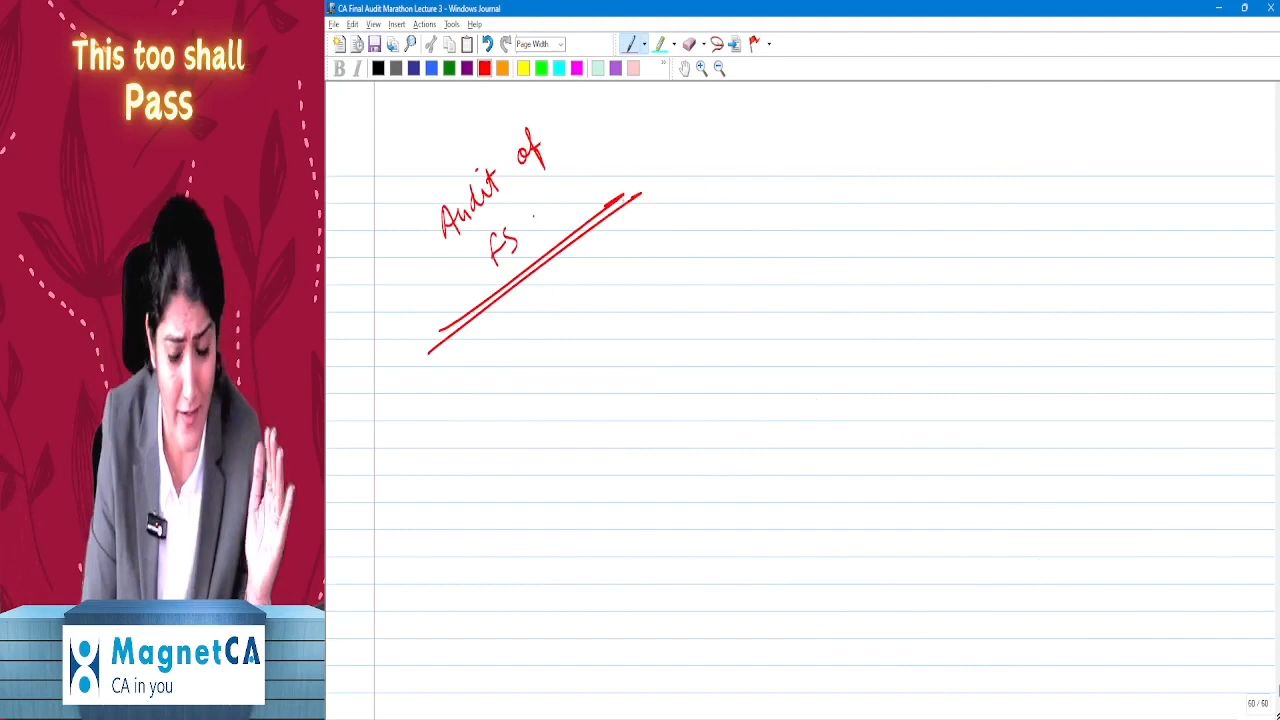 This too shall
Pass
CA Final Audit Marathon Lecture 3 - Windows Journal
File Edit View Insert Actions Tools Help
Page Width
B I
Audit of
FS
MagnetCA
CA in you
60 / 60